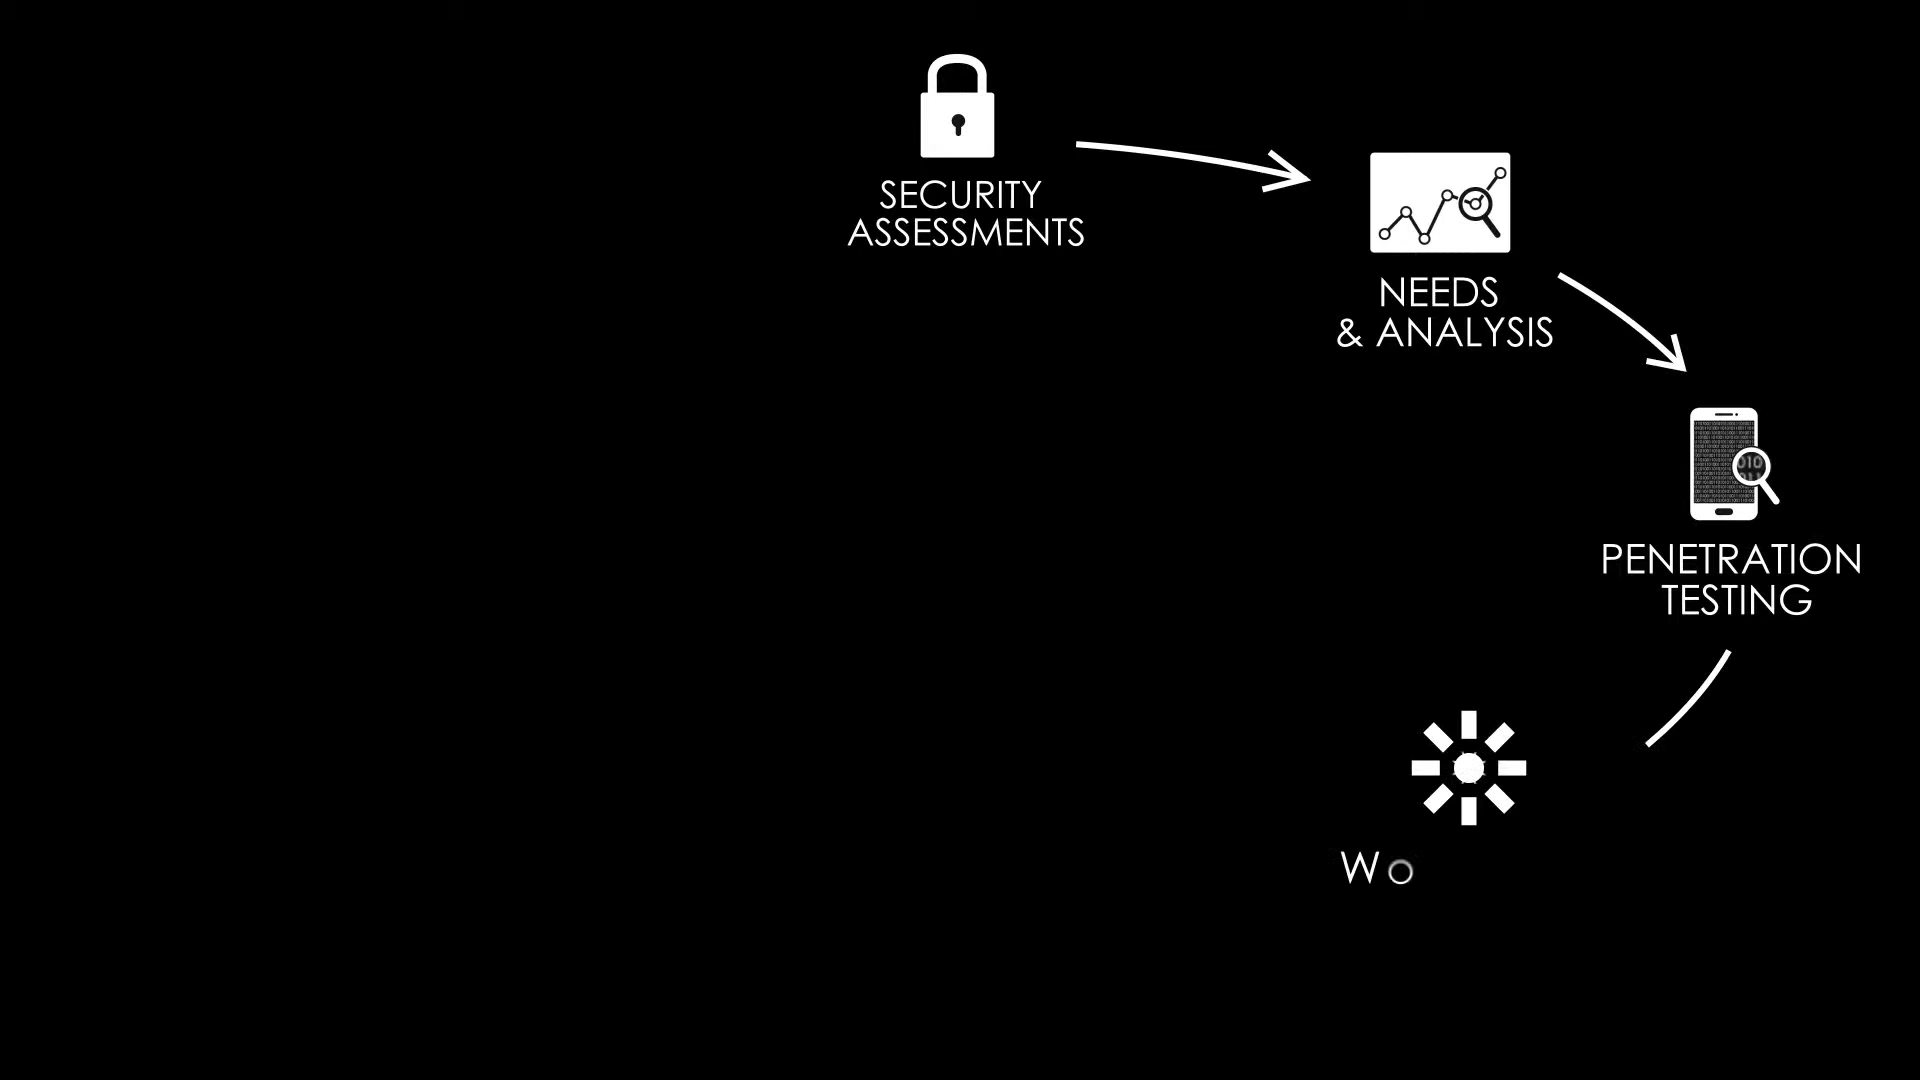 SECURITY
ASSESSMENTS
NEEDS
& ANALYSIS
PENETRATION
TESTING
WO